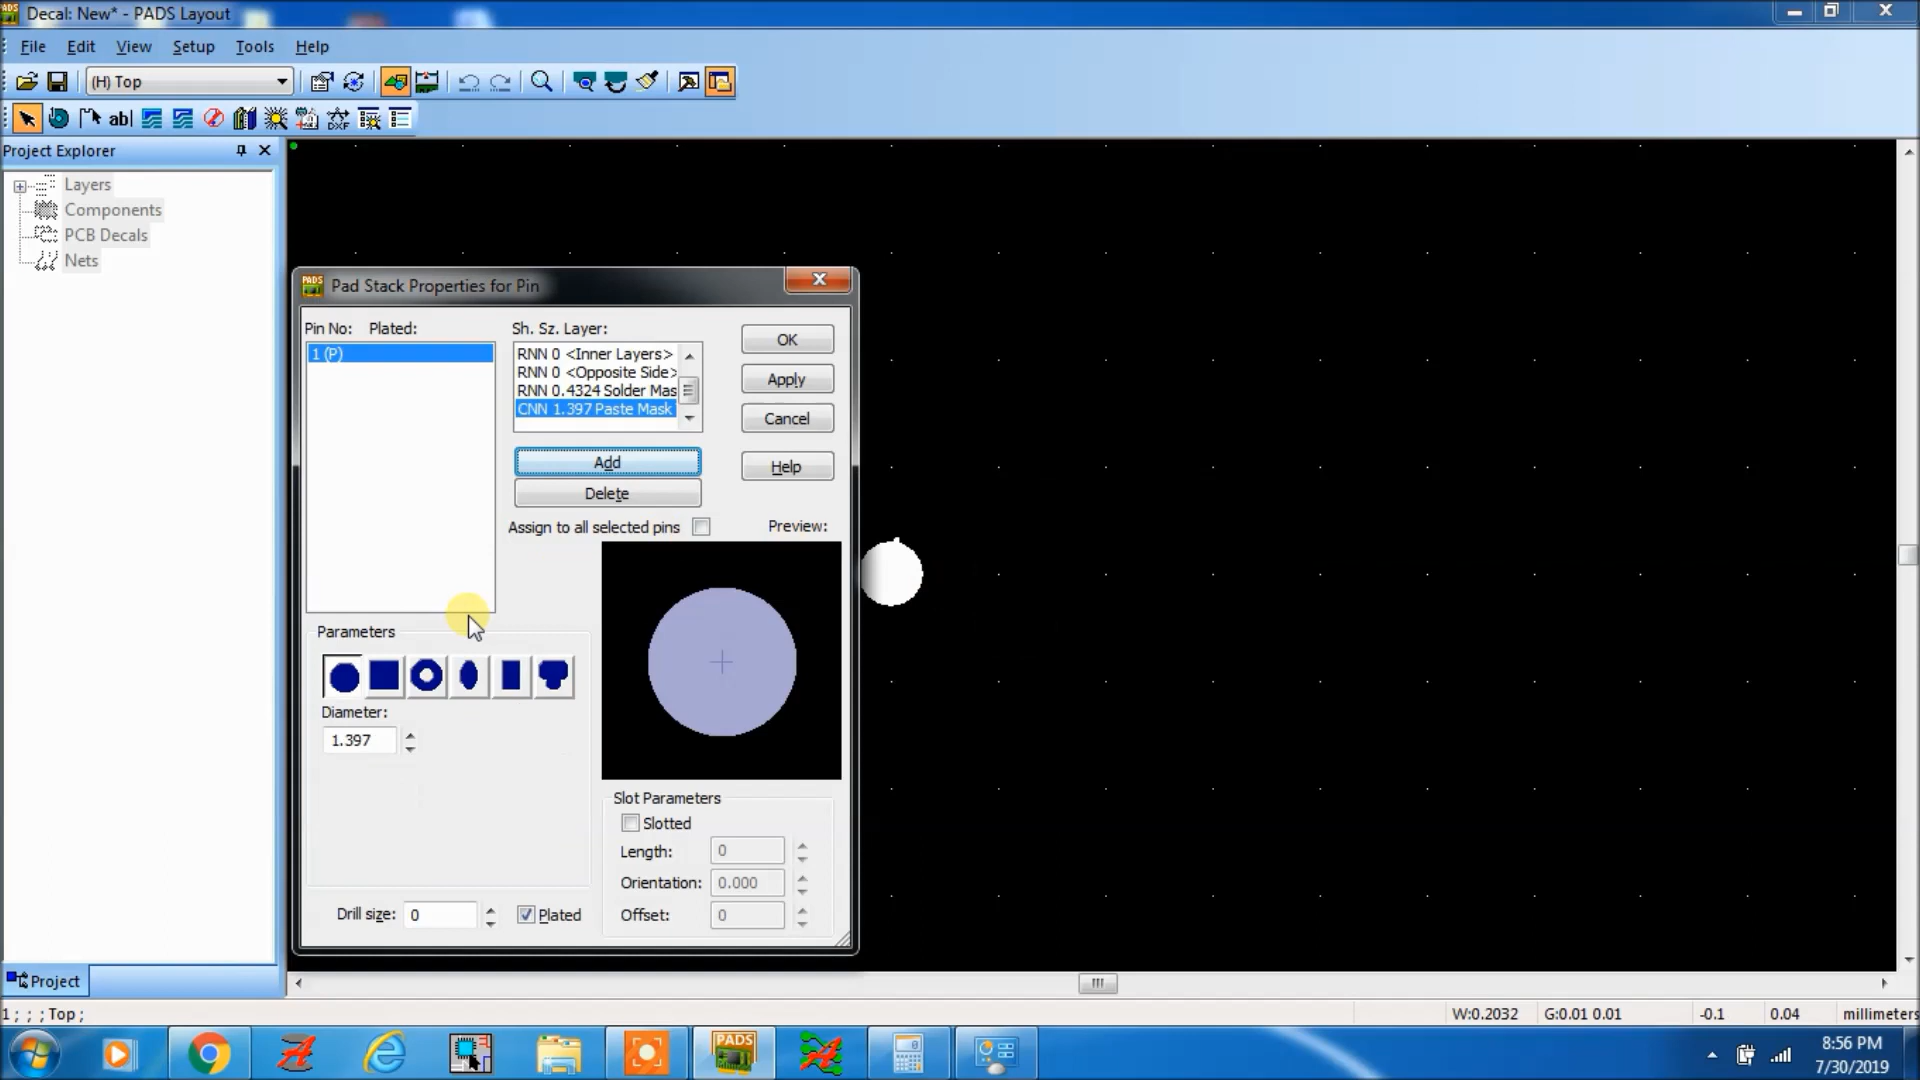 Decal: New* - PADS Layout
File Edit View Setup Tools Help
(H) Top
ab|
DXF
Project Explorer
Layers
Components
PCB Decals
Nets
PADS
Pad Stack Properties for Pin
Pin No: Plated:
1 (P)
Sh. Sz. Layer:
RNN 0 <Inner Layers>
RNN 0 <Opposite Side>
RNN 0.4324 Solder Mas
CNN 1.397 Paste Mask
OK
Apply
Cancel
Help
Add
Delete
Assign to all selected pins
Preview:
Parameters
Diameter:
1.397
Slot Parameters
Slotted
Length: 0
Orientation: 0.000
Offset: 0
Drill size: 0
Plated
Project
1 ; ; ; Top ;
W:0.2032
G:0.01 0.01
-0.1
0.04
millimeters
PADS
8:56 PM
7/30/2019